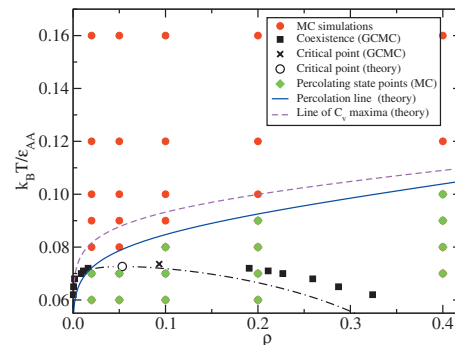 0.16
0.14
0.12
0.10
0.08
0.06
k_BT/ε_AA
MC simulations
Coexistence (GCMC)
Critical point (GCMC)
Critical point (theory)
Percolating state points (MC)
Percolation line (theory)
Line of C_v maxima (theory)
0 0.1 0.2 0.3 0.4
ρ